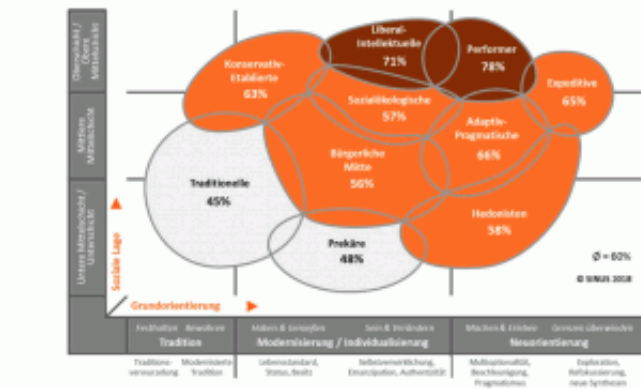 Oberschicht /
Obere
Mittelschicht
Mittlere
Mittelschicht
Untere Mittelschicht /
Unterschicht
Soziale Lage
Liberal-
Intellektuelle
71%
Performer
78%
Konservativ-
Etablierte
63%
Expeditive
65%
Sozialökologische
57%
Adaptiv-
Pragmatische
66%
Bürgerliche
Mitte
56%
Traditionelle
45%
Hedonisten
58%
Prekäre
48%
Ø = 60%
© SINUS 2018
Grundorientierung
Festhalten Bewahren
Haben & Genießen
Sein & Verändern
Machen & Erleben
Grenzen überwinden
Tradition
Modernisierung / Individualisierung
Neuorientierung
Traditions-
verwurzelung
Modernisierte
Tradition
Lebensstandard,
Status, Besitz
Selbstverwirklichung,
Emanzipation, Authentizität
Multioptionalität,
Beschleunigung,
Pragmatismus
Exploration,
Refokussierung,
neue Synthesen